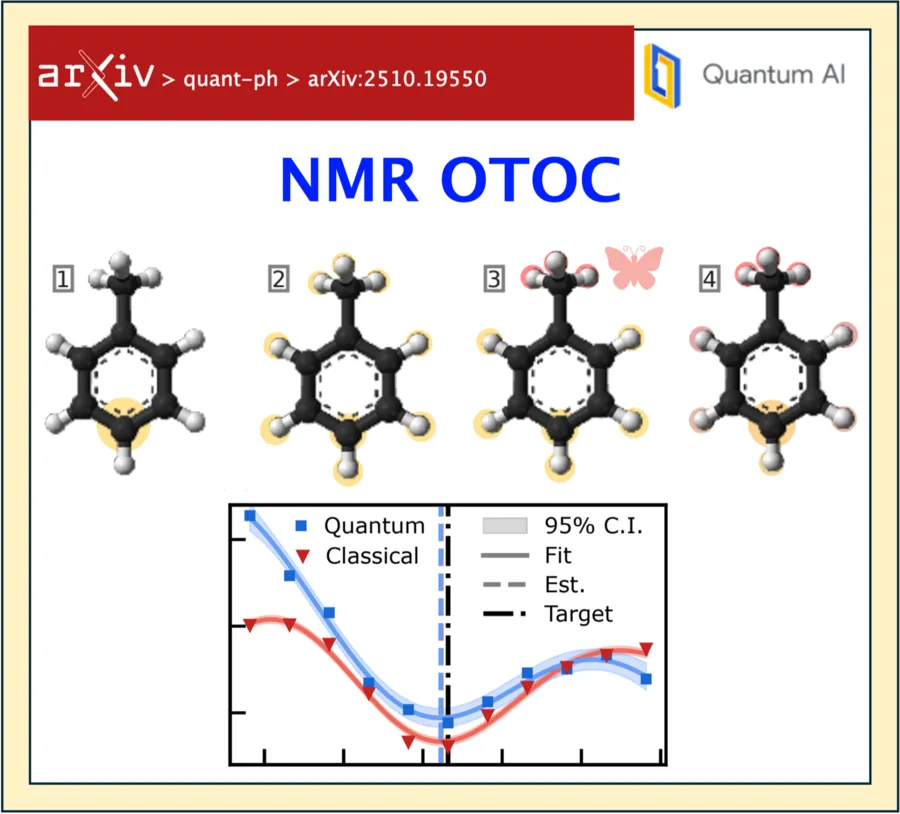 arXiv > quant-ph > arXiv:2510.19550
Quantum AI
NMR OTOC
1
2
3
4
Quantum
Classical
95% C.I.
Fit
Est.
Target